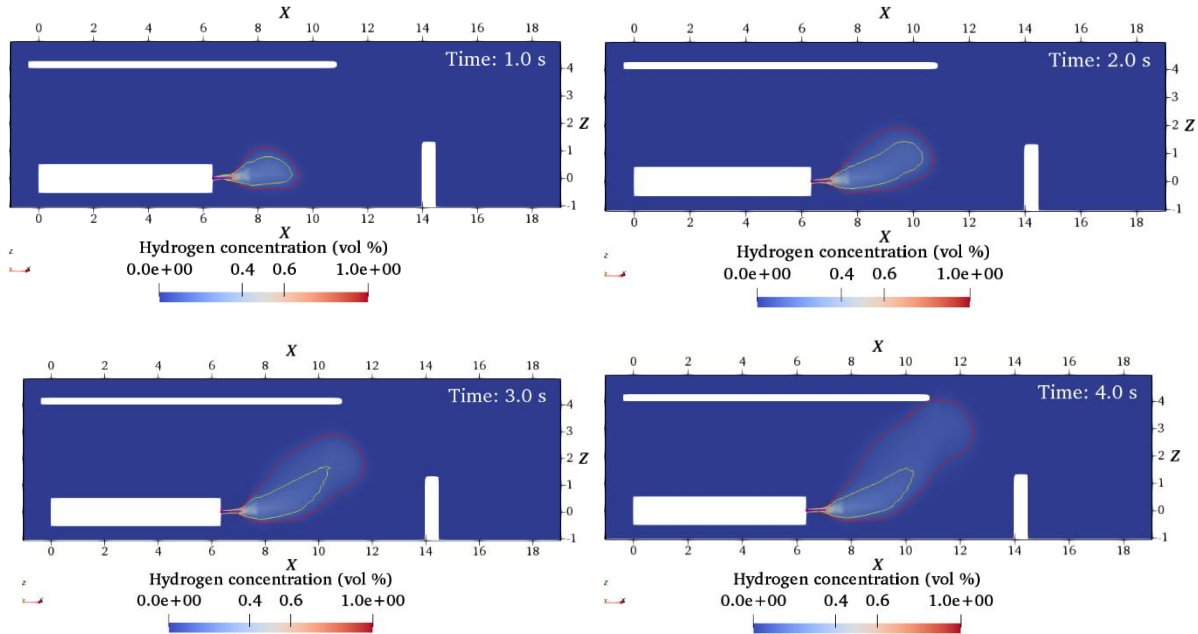 X
0 2 4 6 8 10 12 14 16 18
Time: 1.0 s
4
3
2
Z
1
0
-1
0 2 4 6 8 10 12 14 16 18
X
Hydrogen concentration (vol %)
0.0e+00 0.4 0.6 1.0e+00
z
X
0 2 4 6 8 10 12 14 16 18
Time: 2.0 s
4
3
2
Z
1
0
-1
0 2 4 6 8 10 12 14 16 18
X
Hydrogen concentration (vol %)
0.0e+00 0.4 0.6 1.0e+00
z
X
0 2 4 6 8 10 12 14 16 18
Time: 3.0 s
4
3
2
Z
1
0
-1
0 2 4 6 8 10 12 14 16 18
X
Hydrogen concentration (vol %)
0.0e+00 0.4 0.6 1.0e+00
z
X
0 2 4 6 8 10 12 14 16 18
Time: 4.0 s
4
3
2
Z
1
0
-1
0 2 4 6 8 10 12 14 16 18
X
Hydrogen concentration (vol %)
0.0e+00 0.4 0.6 1.0e+00
z